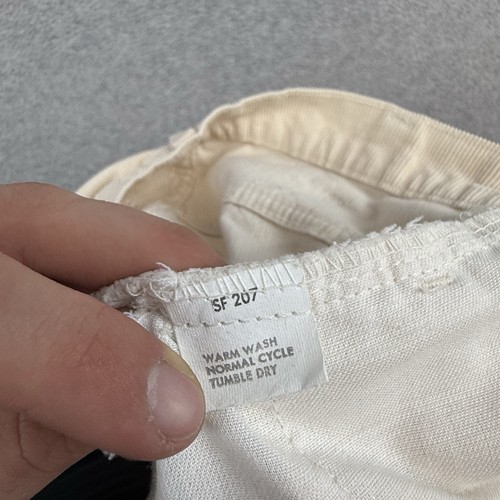 SF 207
WARM WASH
NORMAL CYCLE
TUMBLE DRY